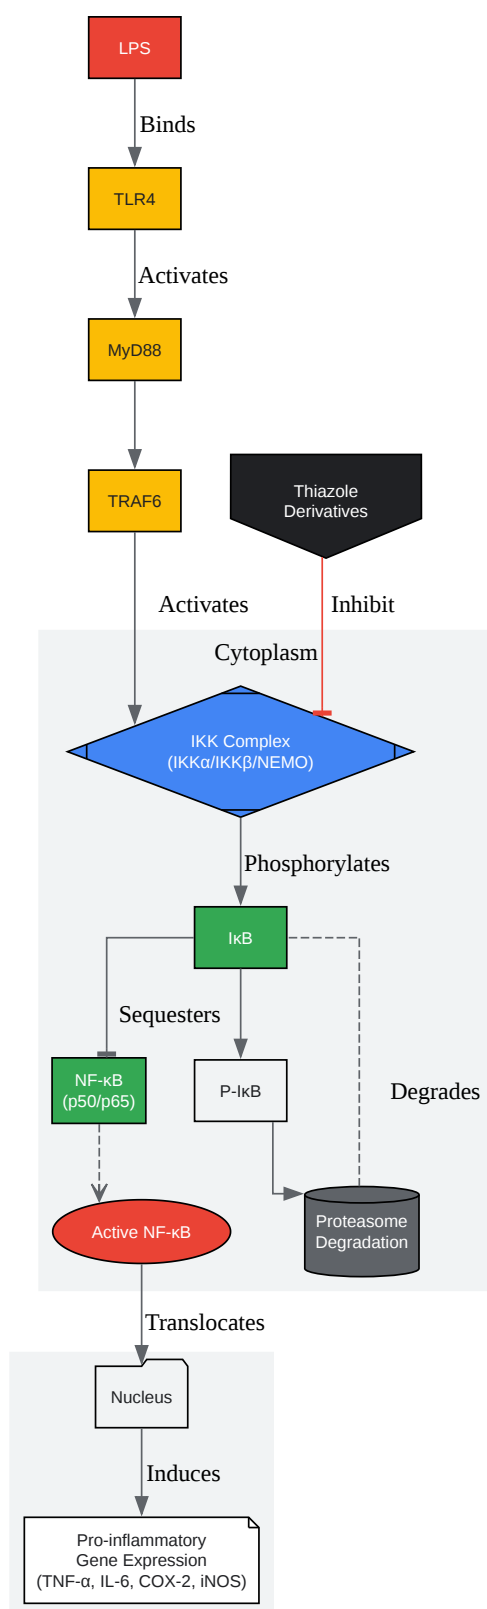 LPS
Binds
TLR4
Activates
MyD88
Thiazole
Derivatives
TRAF6
Activates
Inhibit
Cytoplasm
IKK Complex
(IKKα/IKKβ/NEMO)
Phosphorylates
IκB
Sequesters
NF-κB
(p50/p65)
P-IκB
Degrades
Proteasome
Degradation
Active NF-κB
Translocates
Nucleus
Induces
Pro-inflammatory
Gene Expression
(TNF-α, IL-6, COX-2, iNOS)